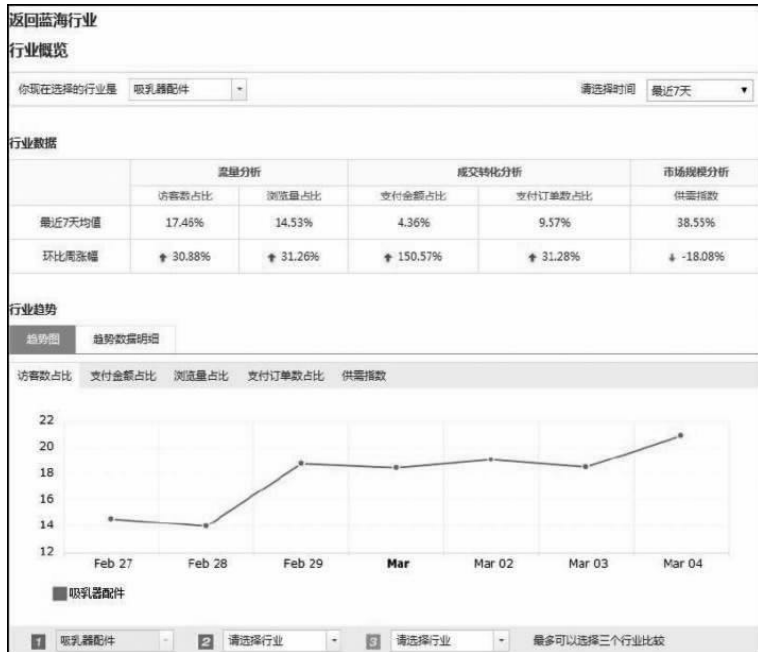 返回蓝海行业
行业概览
你现在选择的行业是 吸乳器配件 请选择时间 最近7天
行业数据
流量分析 成交转化分析 市场规模分析
访客数占比 浏览量占比 支付金额占比 支付订单数占比 供需指数
最近7天均值 17.46% 14.53% 4.36% 9.57% 38.55%
环比周涨幅 30.88% 31.26% 150.57% 31.28% -18.08%
行业趋势
趋势图 趋势数据明细
访客数占比 支付金额占比 浏览量占比 支付订单数占比 供需指数
22
20
18
16
14
12
Feb 27 Feb 28 Feb 29 Mar Mar 02 Mar 03 Mar 04
吸乳器配件
1 吸乳器配件 2 请选择行业 3 请选择行业 最多可以选择三个行业比较